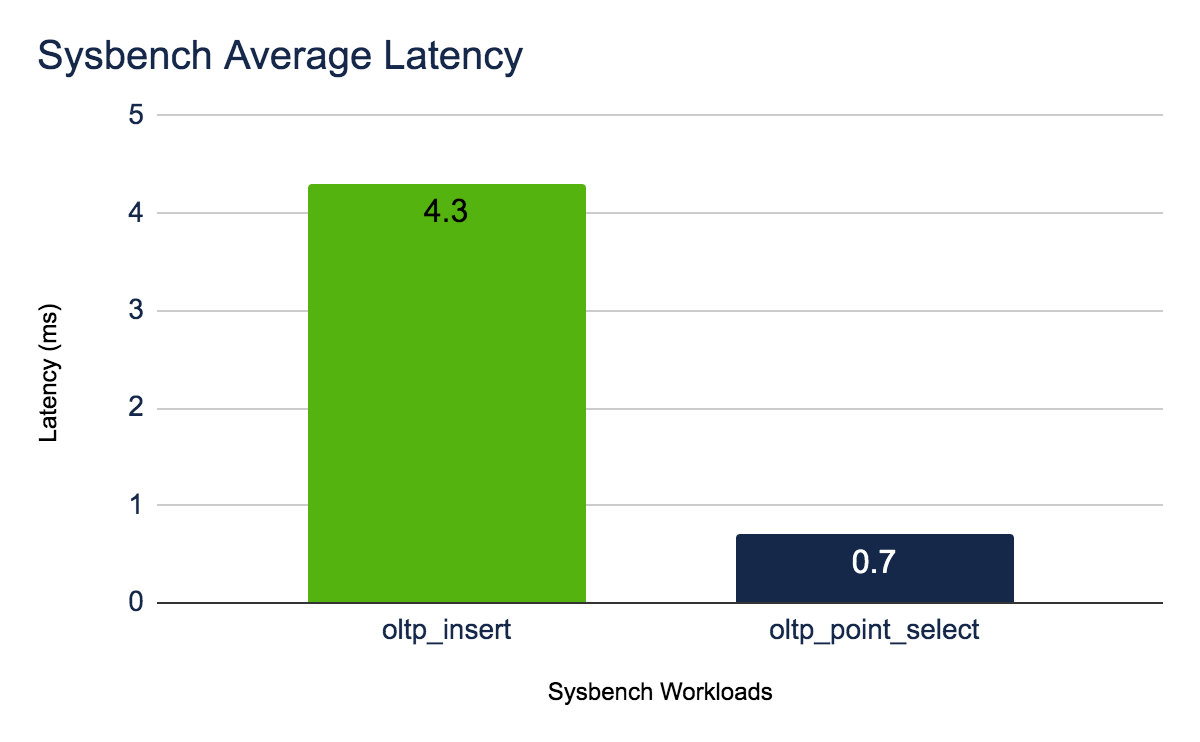 Sysbench Average Latency
5
4
3
2
1
0
Latency (ms)
4.3
0.7
oltp_insert
oltp_point_select
Sysbench Workloads